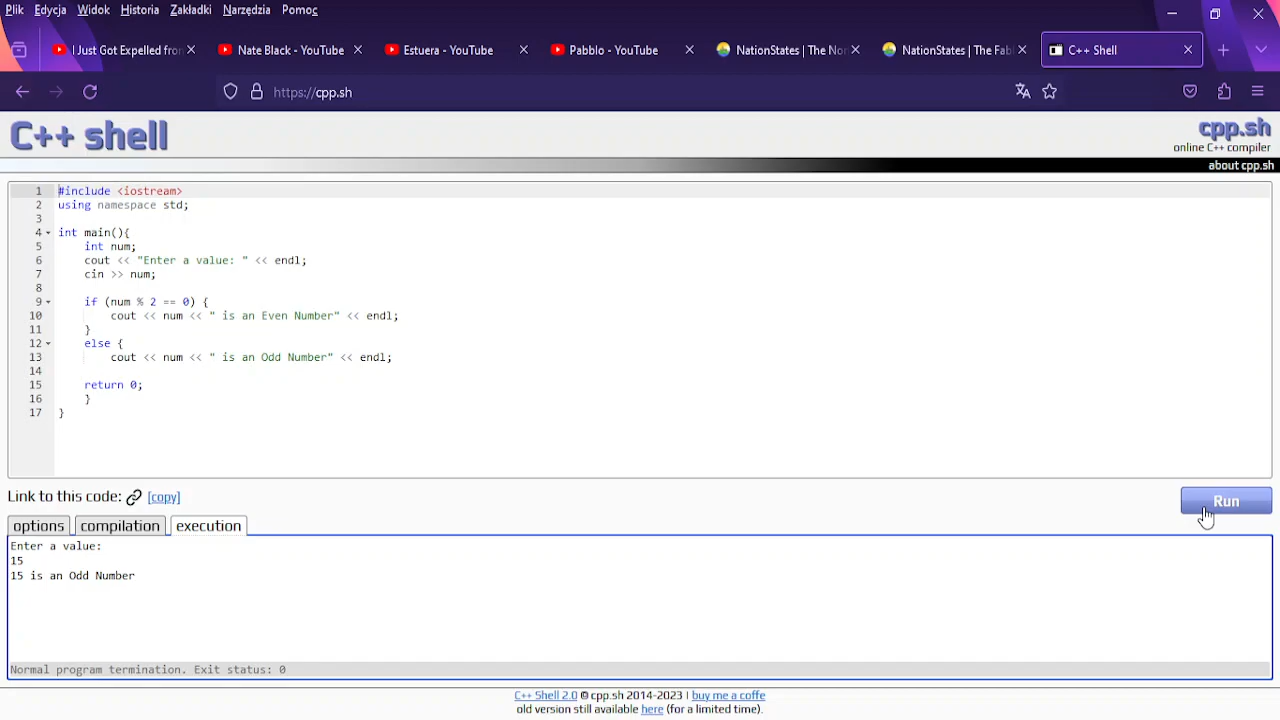 Plik Edycja Widok Historia Zakładki Narzędzia Pomoc
I Just Got Expelled fro Nate Black - YouTube Estuera - YouTube Pabblo - YouTube NationStates | The Nor NationStates | The Fab C++ Shell
https://cpp.sh
C++ shell
cpp.sh
online C++ compiler
about cpp.sh
1 #include <iostream>
2 using namespace std;
3
4 int main(){
5 int num;
6 cout << "Enter a value: " << endl;
7 cin >> num;
8
9 if (num % 2 == 0) {
10 cout << num << " is an Even Number" << endl;
11 }
12 else {
13 cout << num << " is an Odd Number" << endl;
14
15 return 0;
16 }
17 }
Link to this code: [copy]
Run
options compilation execution
Enter a value:
15
15 is an Odd Number
Normal program termination. Exit status: 0
C++ Shell 2.0 © cpp.sh 2014-2023 | buy me a coffe
old version still available here (for a limited time).